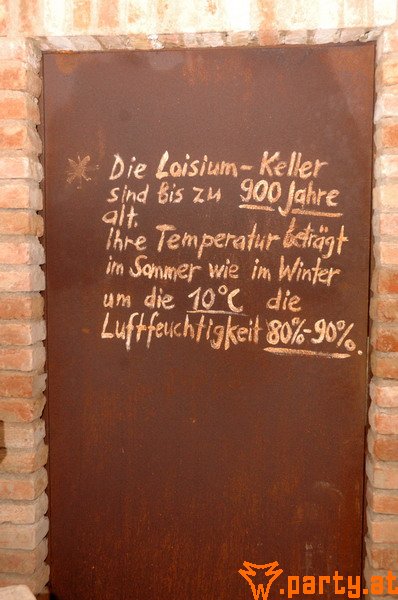 * Die Loisium-Keller
sind bis zu 900 Jahre
alt.
Ihre Temperatur beträgt
im Sommer wie im Winter
um die 10°C die
Luftfeuchtigkeit 80%-90%.
.party.at